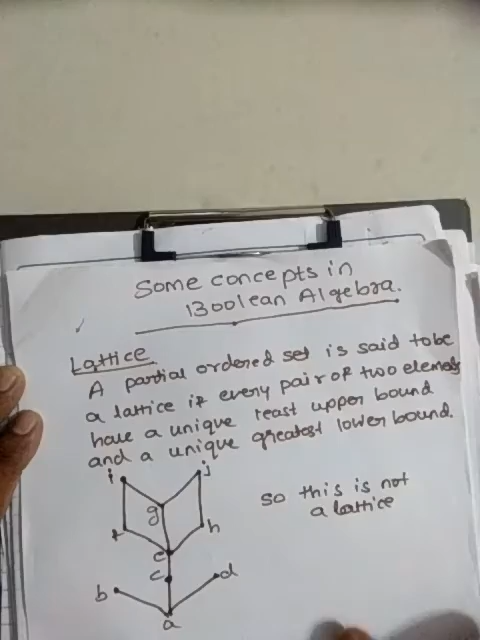 Some concepts in
Boolean Algebra.
Lattice
A partial ordered set is said to be
a lattice if every pair of two elements
have a unique least upper bound
and a unique greatest lower bound.
i j
g
f h
e
c
b d
a
so this is not
a lattice